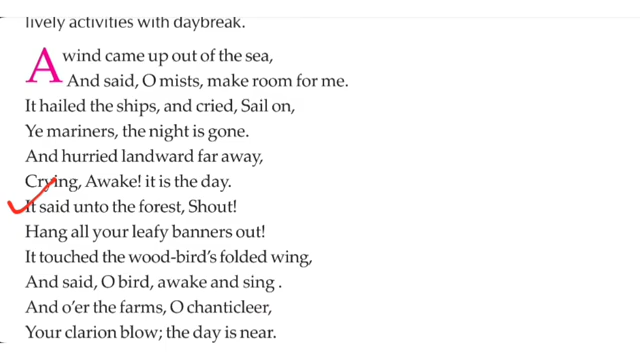 lively activities with daybreak.
A wind came up out of the sea,
And said, O mists, make room for me.
It hailed the ships, and cried, Sail on,
Ye mariners, the night is gone.
And hurried landward far away,
Crying, Awake! it is the day.
It said unto the forest, Shout!
Hang all your leafy banners out!
It touched the wood-bird's folded wing,
And said, O bird, awake and sing .
And o'er the farms, O chanticleer,
Your clarion blow; the day is near.